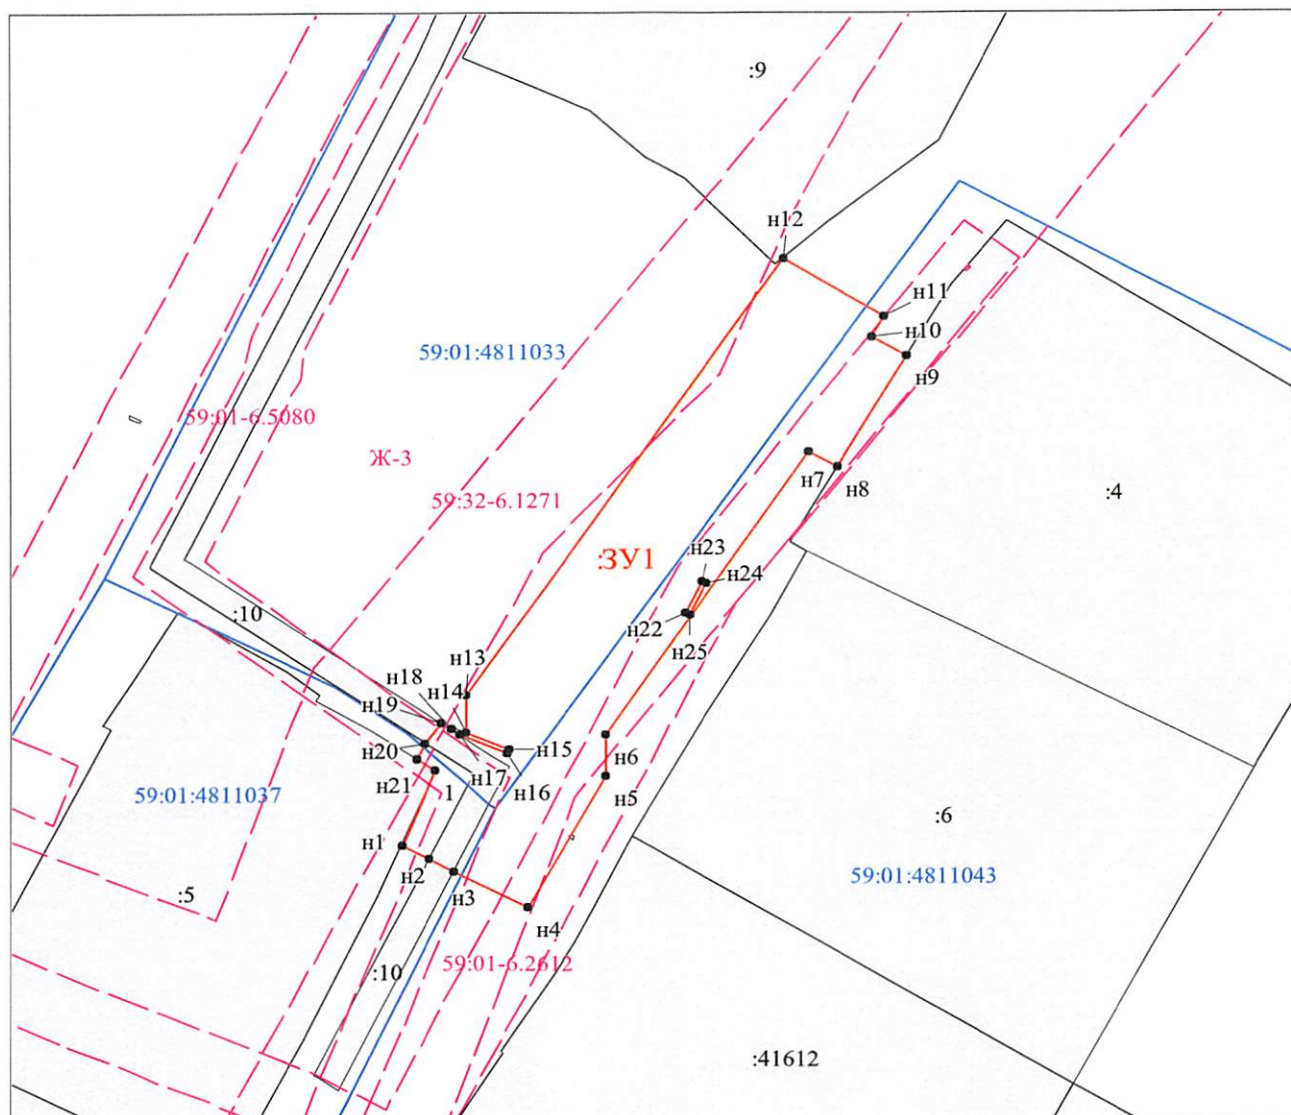 :9
н12
н11
н10
н9
59:01:4811033
59:01-6.5080
Ж-3
59:32-6.1271
н7
н8
:4
:ЗУ1
н23
н24
н22
н25
:10
н13
н18
н14
н19
н15
н20
н17
н16
н6
н21
1
н5
59:01:4811037
н1
н2
н3
:6
59:01:4811043
:5
н4
:10
59:01-6.2612
:41612